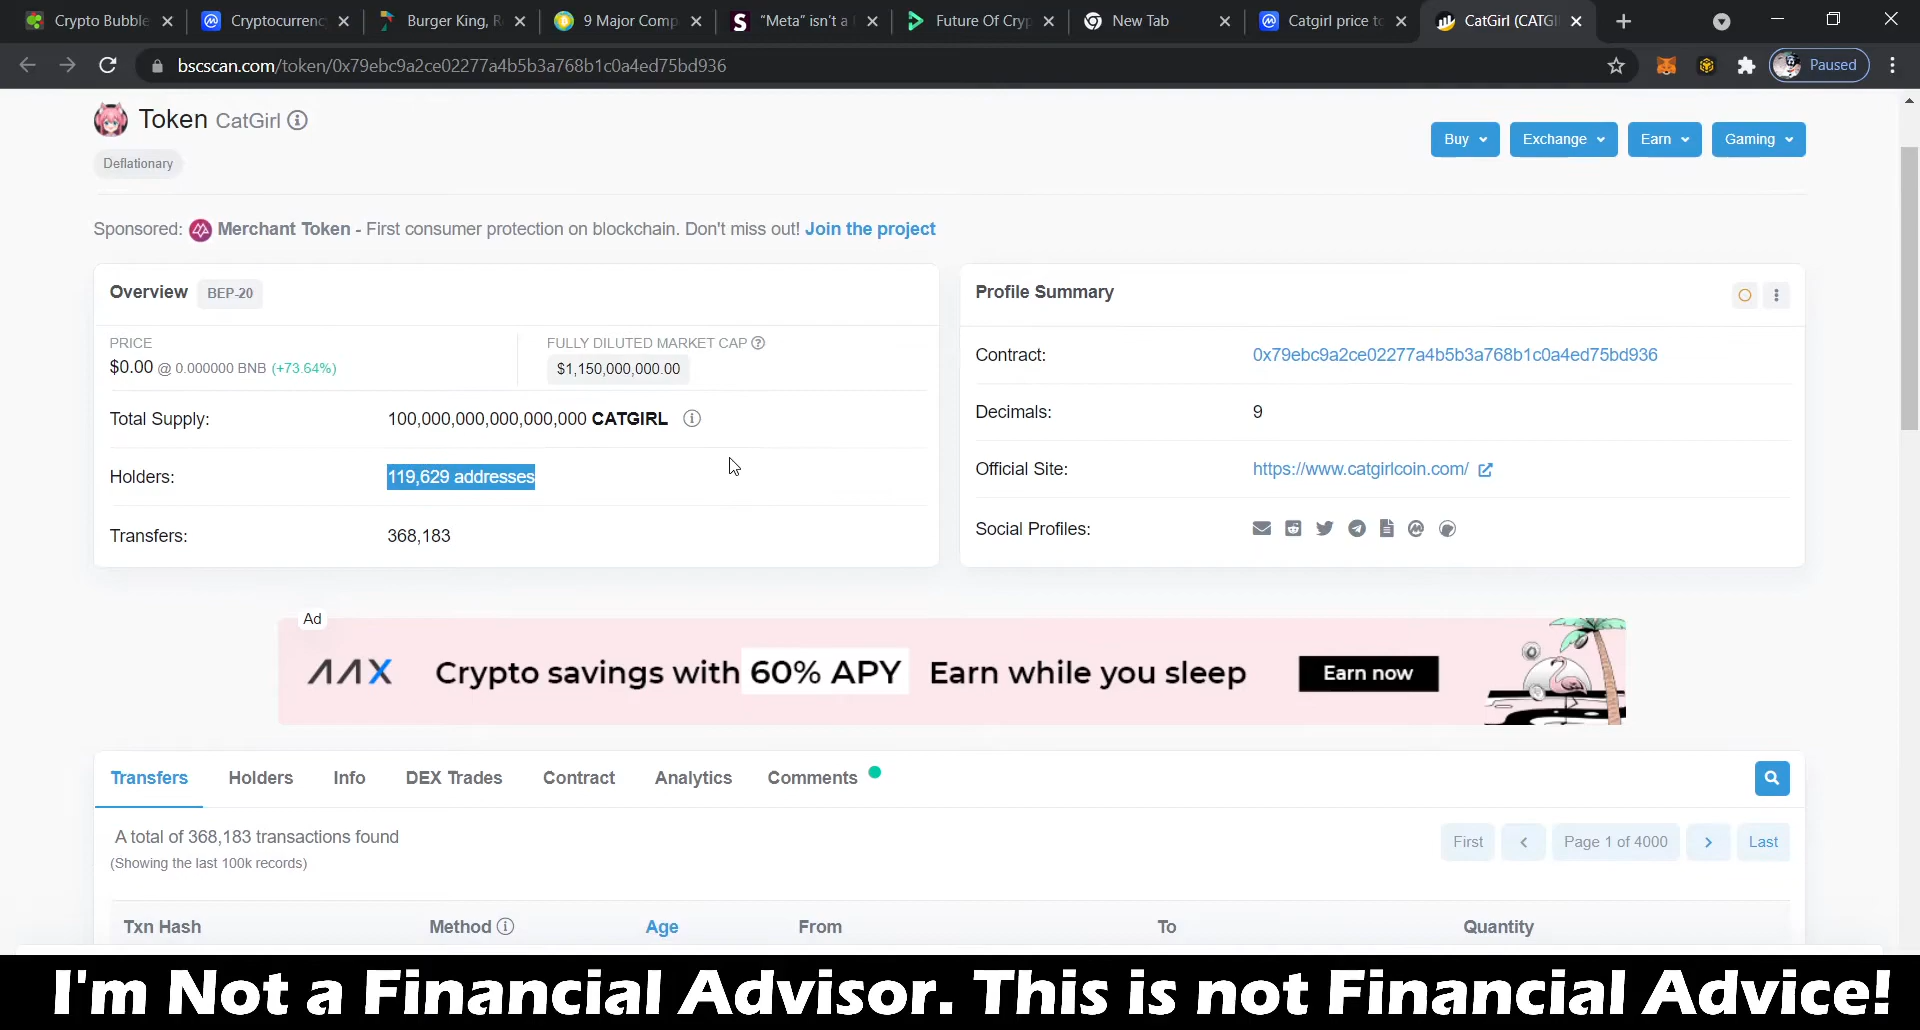 Crypto Bubble
Cryptocurrenc
Burger King, R
9 Major Comp
"Meta" isn't a
Future Of Cryp
New Tab
Catgirl price to
CatGirl (CATGI
bscscan.com/token/0x79ebc9a2ce02277a4b5b3a768b1c0a4ed75bd936
Paused
Token CatGirl
Buy
Exchange
Earn
Gaming
Deflationary
Sponsored: Merchant Token - First consumer protection on blockchain. Don't miss out! Join the project
Overview BEP-20
PRICE
$0.00 @ 0.000000 BNB (+73.64%)
FULLY DILUTED MARKET CAP
$1,150,000,000.00
Total Supply: 100,000,000,000,000,000 CATGIRL
Holders: 119,629 addresses
Transfers: 368,183
Profile Summary
Contract: 0x79ebc9a2ce02277a4b5b3a768b1c0a4ed75bd936
Decimals: 9
Official Site: https://www.catgirlcoin.com/
Social Profiles:
Ad
AAX Crypto savings with 60% APY Earn while you sleep Earn now
Transfers Holders Info DEX Trades Contract Analytics Comments
A total of 368,183 transactions found
(Showing the last 100k records)
First
Page 1 of 4000
Last
Txn Hash Method Age From To Quantity
I'm Not a Financial Advisor. This is not Financial Advice!